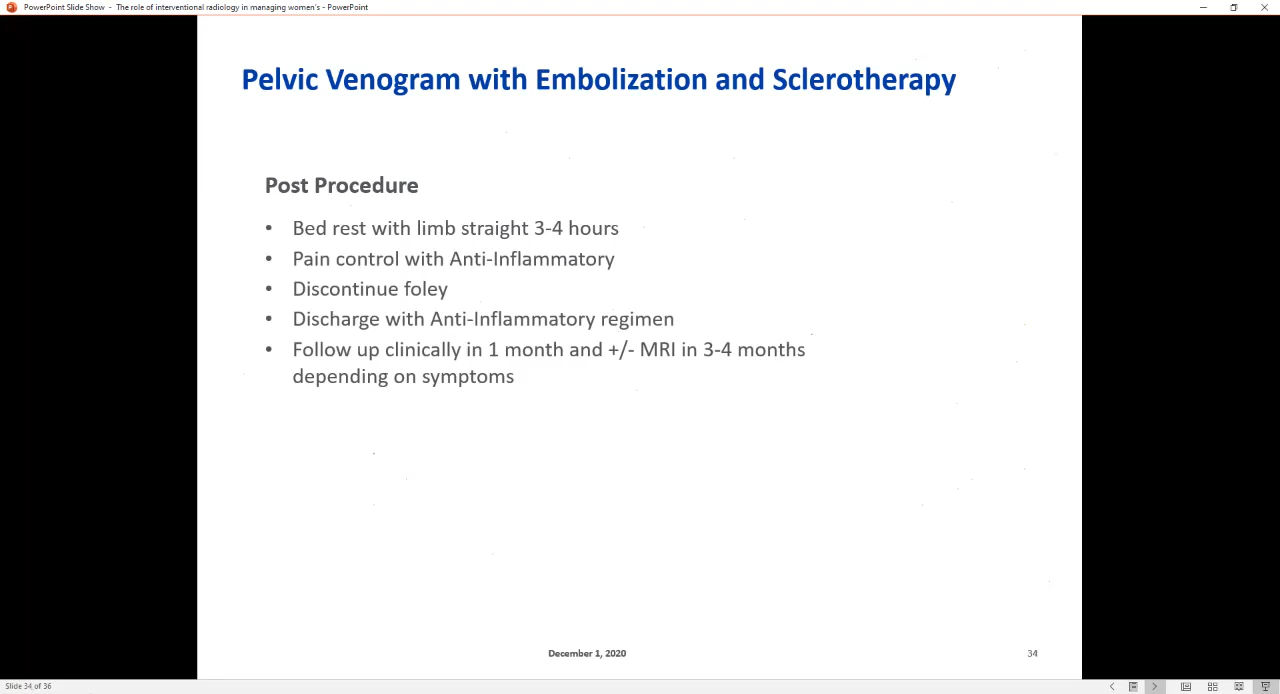 PowerPoint Slide Show - The role of interventional radiology in managing women's - PowerPoint
Pelvic Venogram with Embolization and Sclerotherapy
Post Procedure
• Bed rest with limb straight 3-4 hours
• Pain control with Anti-Inflammatory
• Discontinue foley
• Discharge with Anti-Inflammatory regimen
• Follow up clinically in 1 month and +/- MRI in 3-4 months
depending on symptoms
December 1, 2020
34
Slide 34 of 36